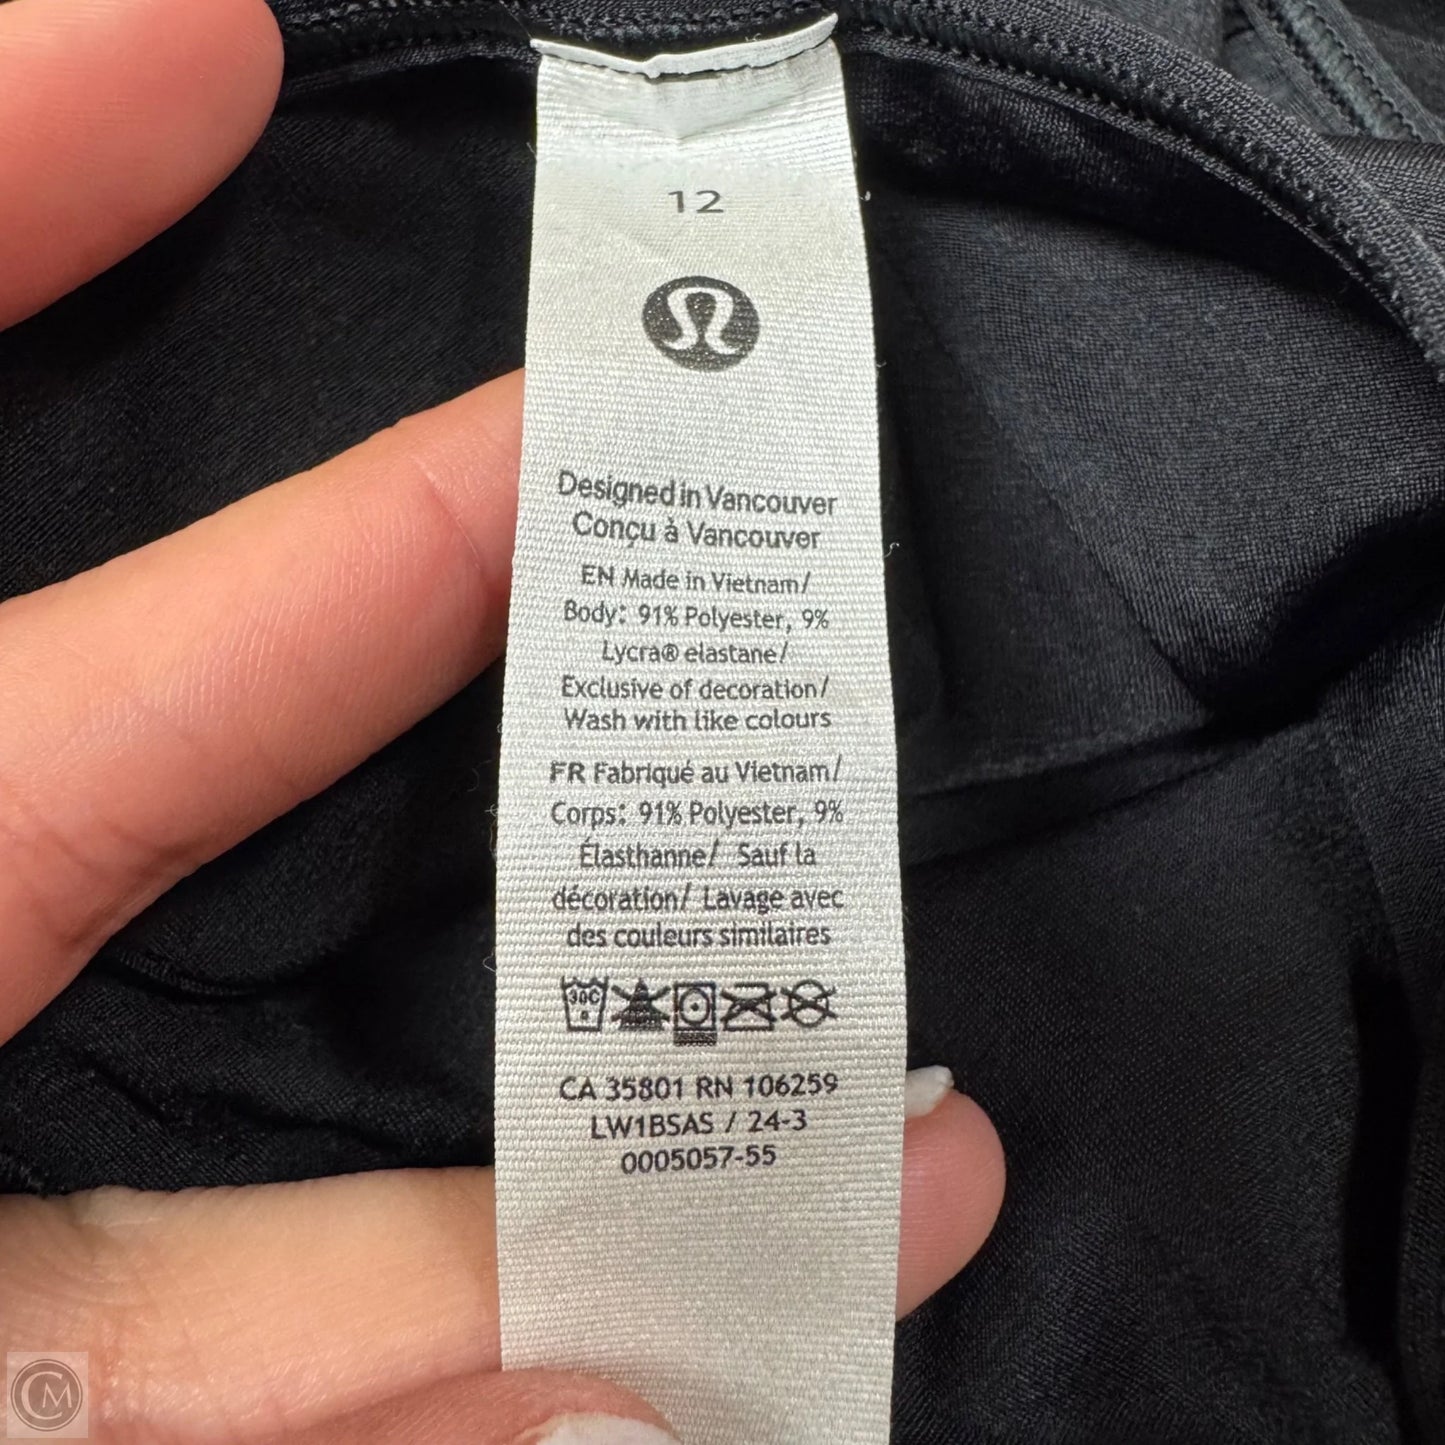 12
Designed in Vancouver
Conçu à Vancouver
EN Made in Vietnam/
Body: 91% Polyester, 9%
Lycra® elastane/
Exclusive of decoration/
Wash with like colours
FR Fabriqué au Vietnam/
Corps: 91% Polyester, 9%
Élasthanne/ Sauf la
décoration/ Lavage avec
des couleurs similaires
30C
CA 35801 RN 106259
LW1BSAS / 24-3
0005057-55
CM